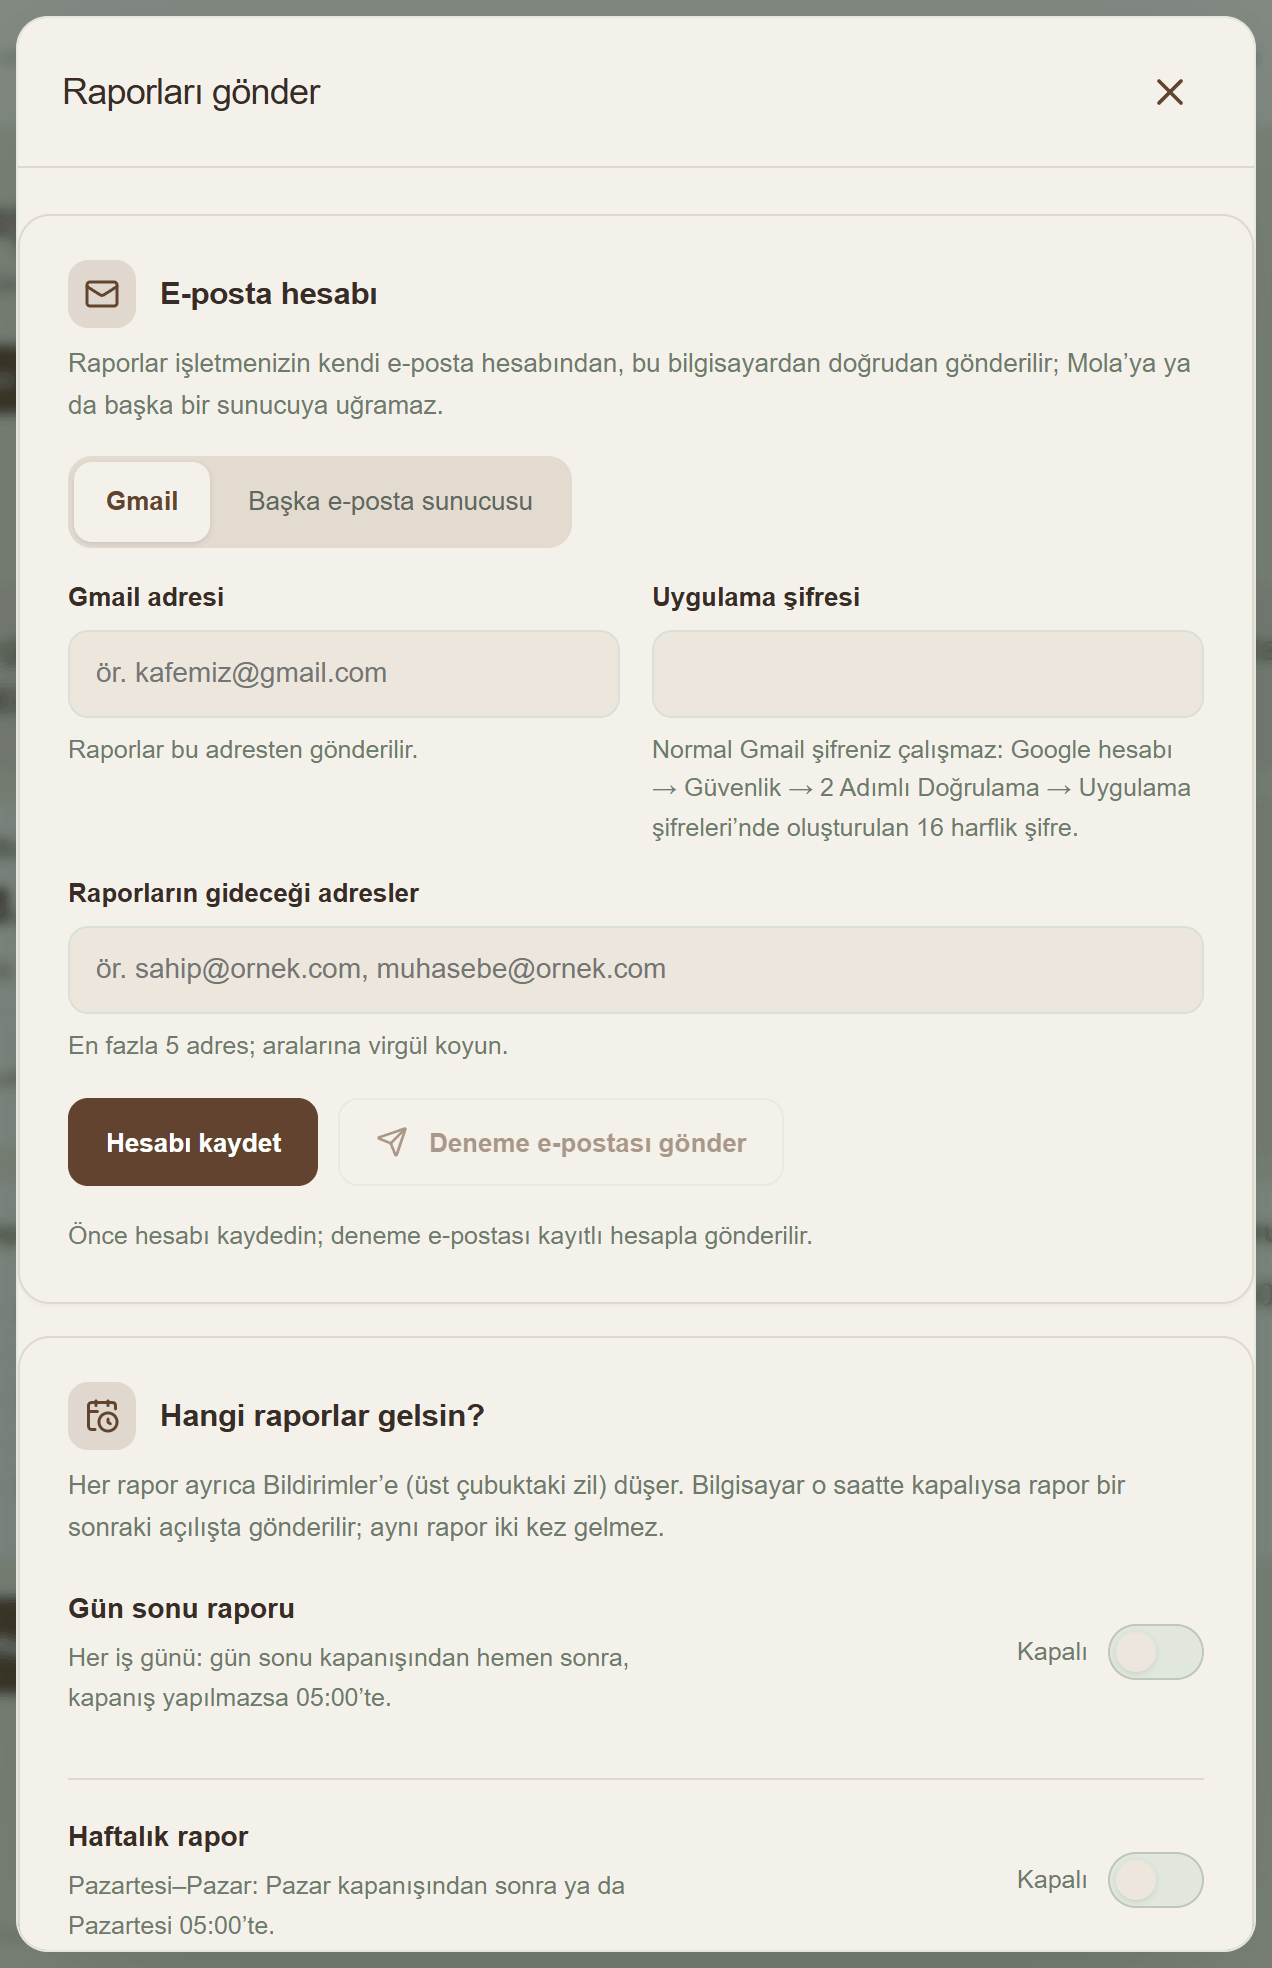 Raporları gönder
E-posta hesabı
Raporlar işletmenizin kendi e-posta hesabından, bu bilgisayardan doğrudan gönderilir; Mola’ya ya
da başka bir sunucuya uğramaz.
Gmail
Başka e-posta sunucusu
Gmail adresi
ör. kafemiz@gmail.com
Raporlar bu adresten gönderilir.
Uygulama şifresi
Normal Gmail şifreniz çalışmaz: Google hesabı
→ Güvenlik → 2 Adımlı Doğrulama → Uygulama
şifreleri’nde oluşturulan 16 harflik şifre.
Raporların gideceği adresler
ör. sahip@ornek.com, muhasebe@ornek.com
En fazla 5 adres; aralarına virgül koyun.
Hesabı kaydet
Deneme e-postası gönder
Önce hesabı kaydedin; deneme e-postası kayıtlı hesapla gönderilir.
Hangi raporlar gelsin?
Her rapor ayrıca Bildirimler’e (üst çubuktaki zil) düşer. Bilgisayar o saatte kapalıysa rapor bir
sonraki açılışta gönderilir; aynı rapor iki kez gelmez.
Gün sonu raporu
Her iş günü: gün sonu kapanışından hemen sonra,
kapanış yapılmazsa 05:00’te.
Kapalı
Haftalık rapor
Pazartesi–Pazar: Pazar kapanışından sonra ya da
Pazartesi 05:00’te.
Kapalı